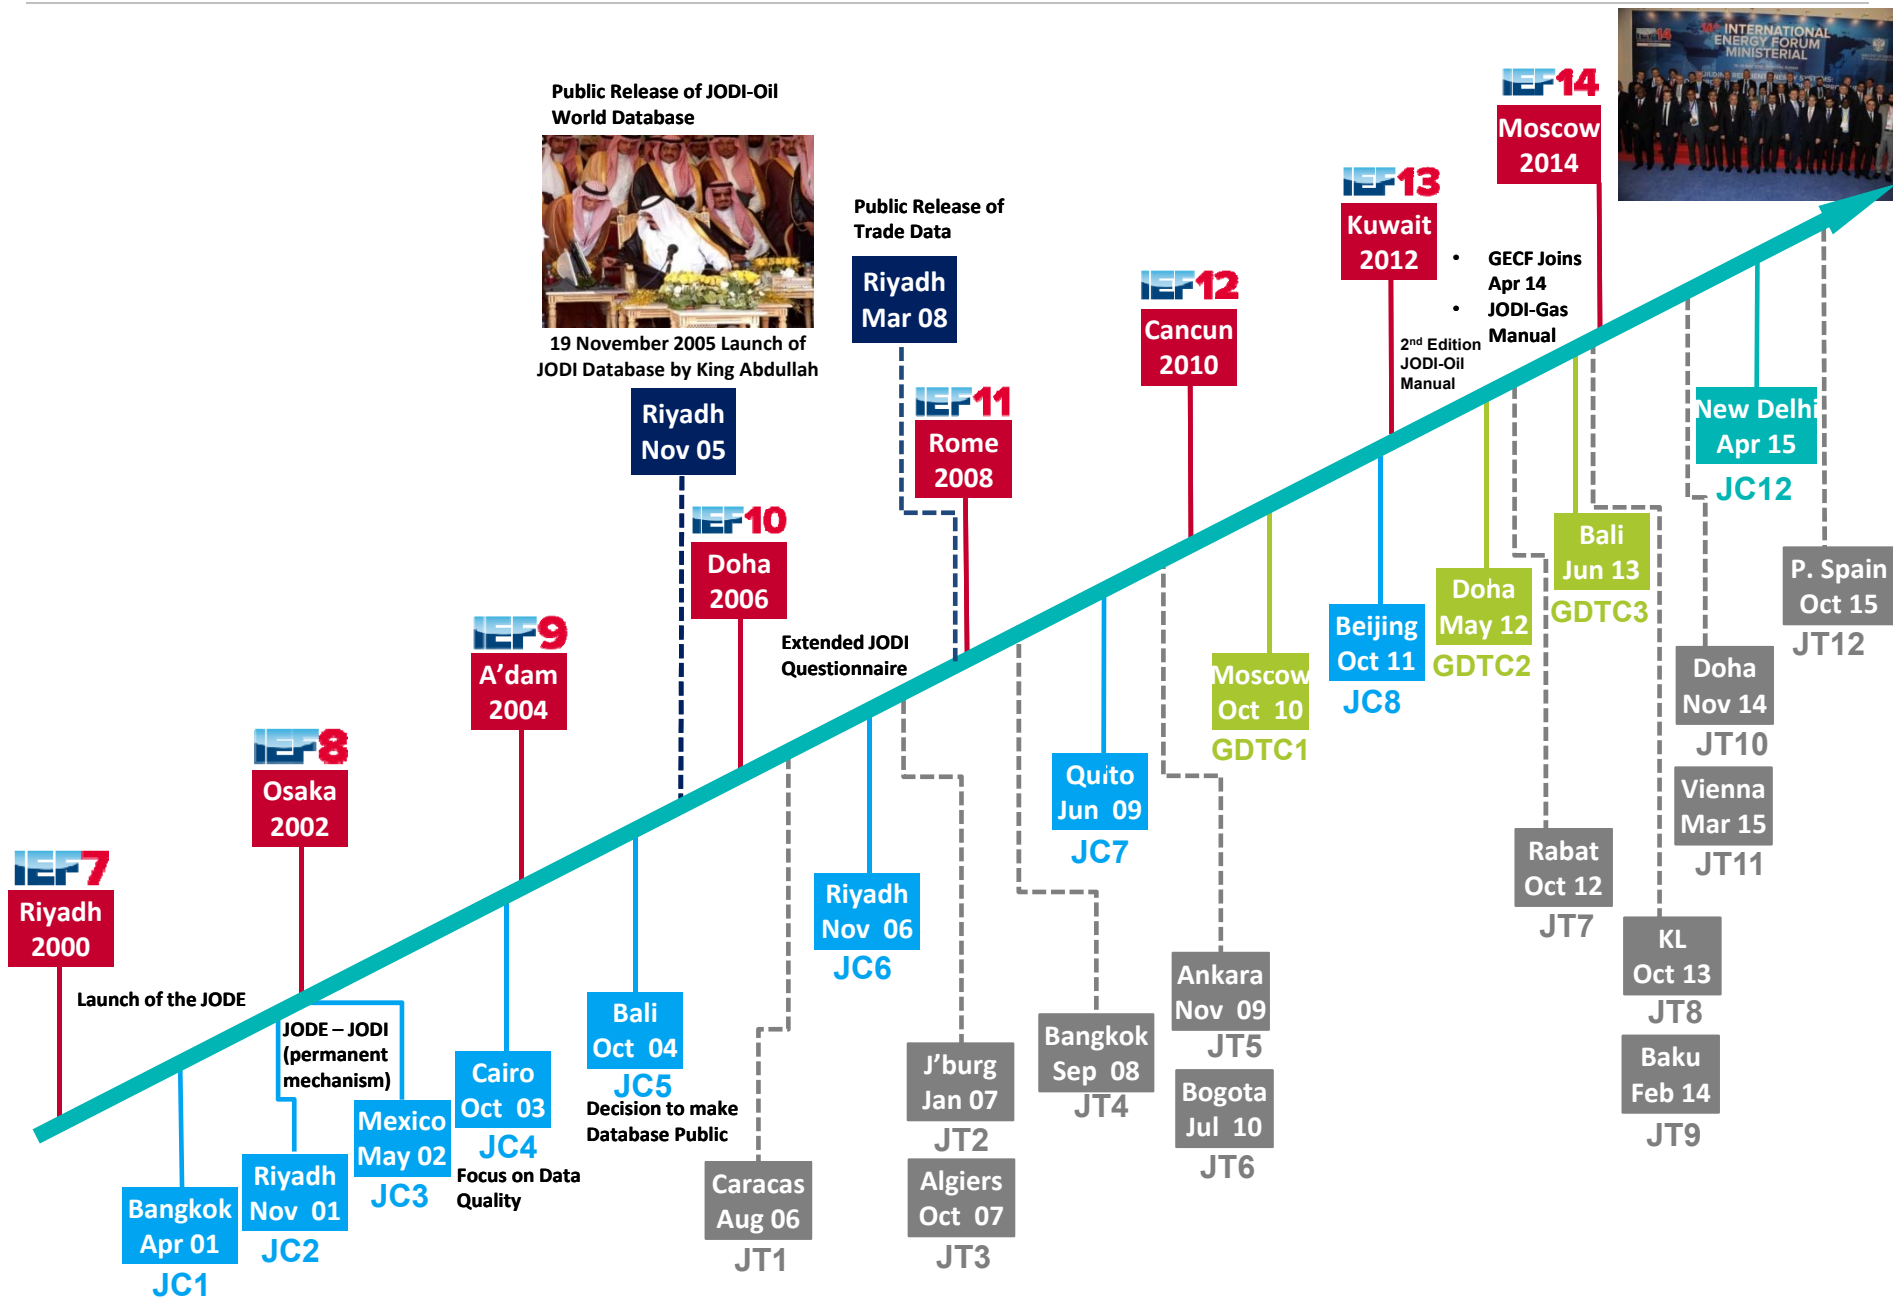 14th INTERNATIONAL
ENERGY FORUM
MINISTERIAL
IEF14
Moscow
2014
Public Release of JODI-Oil
World Database
19 November 2005 Launch of
JODI Database by King Abdullah
Riyadh
Nov 05
Public Release of
Trade Data
Riyadh
Mar 08
IEF13
Kuwait
2012
• GECF Joins
Apr 14
• JODI-Gas
Manual
2nd Edition
JODI-Oil
Manual
IEF12
Cancun
2010
IEF11
Rome
2008
IEF10
Doha
2006
IEF9
A'dam
2004
IEF8
Osaka
2002
IEF7
Riyadh
2000
Launch of the JODE
JODE – JODI
(permanent
mechanism)
Extended JODI
Questionnaire
Bangkok
Apr 01
JC1
Riyadh
Nov 01
JC2
Mexico
May 02
JC3
Cairo
Oct 03
JC4
Focus on Data
Quality
Bali
Oct 04
JC5
Decision to make
Database Public
Caracas
Aug 06
JT1
Riyadh
Nov 06
JC6
J'burg
Jan 07
JT2
Algiers
Oct 07
JT3
Bangkok
Sep 08
JT4
Quito
Jun 09
JC7
Ankara
Nov 09
JT5
Bogota
Jul 10
JT6
Moscow
Oct 10
GDTC1
Beijing
Oct 11
JC8
Doha
May 12
GDTC2
Rabat
Oct 12
JT7
Bali
Jun 13
GDTC3
KL
Oct 13
JT8
Baku
Feb 14
JT9
Doha
Nov 14
JT10
Vienna
Mar 15
JT11
New Delhi
Apr 15
JC12
P. Spain
Oct 15
JT12